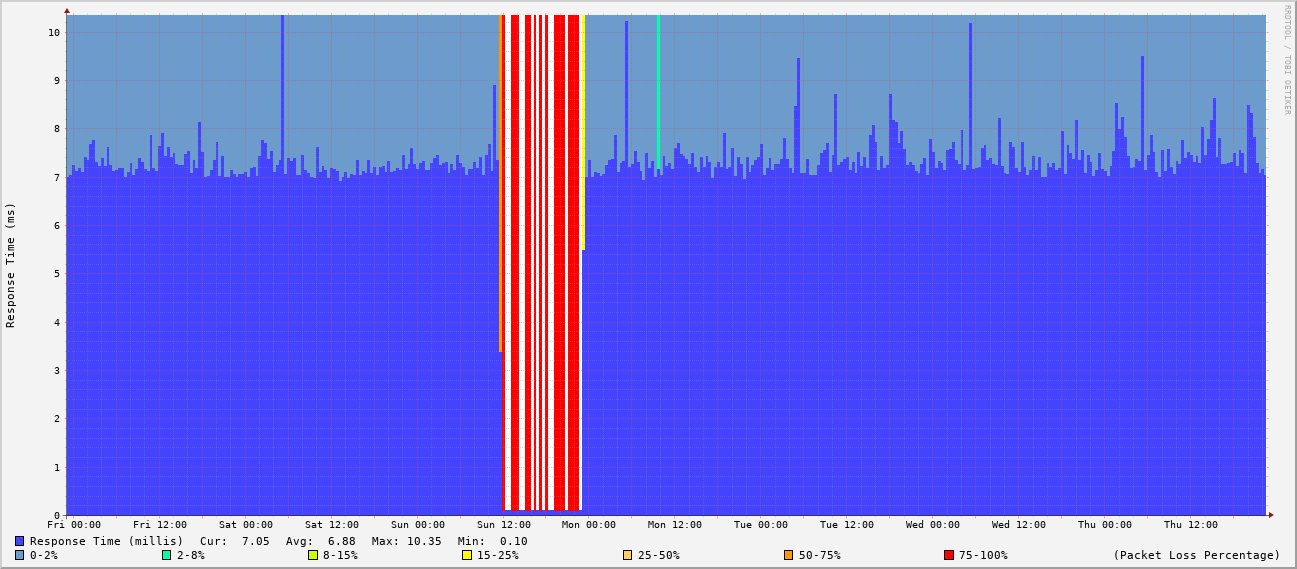 RRDTOOL / TOBI OETIKER
Response Time (ms)
10
9
8
7
6
5
4
3
2
1
0
Fri 00:00 Fri 12:00 Sat 00:00 Sat 12:00 Sun 00:00 Sun 12:00 Mon 00:00 Mon 12:00 Tue 00:00 Tue 12:00 Wed 00:00 Wed 12:00 Thu 00:00 Thu 12:00
Response Time (millis) Cur: 7.05 Avg: 6.88 Max: 10.35 Min: 0.10
0-2% 2-8% 8-15% 15-25% 25-50% 50-75% 75-100% (Packet Loss Percentage)